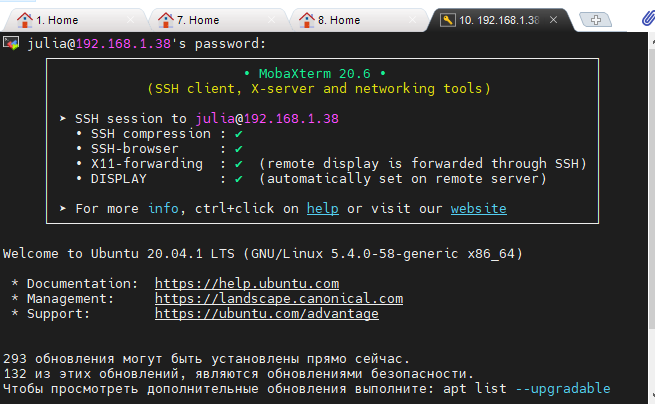 1. Home
7. Home
8. Home
10. 192.168.1.38
julia@192.168.1.38's password:
• MobaXterm 20.6 •
(SSH client, X-server and networking tools)
➤ SSH session to julia@192.168.1.38
• SSH compression : ✔
• SSH-browser : ✔
• X11-forwarding : ✔ (remote display is forwarded through SSH)
• DISPLAY : ✔ (automatically set on remote server)
➤ For more info, ctrl+click on help or visit our website
Welcome to Ubuntu 20.04.1 LTS (GNU/Linux 5.4.0-58-generic x86_64)
* Documentation: https://help.ubuntu.com
* Management: https://landscape.canonical.com
* Support: https://ubuntu.com/advantage
293 обновления могут быть установлены прямо сейчас.
132 из этих обновлений, являются обновлениями безопасности.
Чтобы просмотреть дополнительные обновления выполните: apt list --upgradable